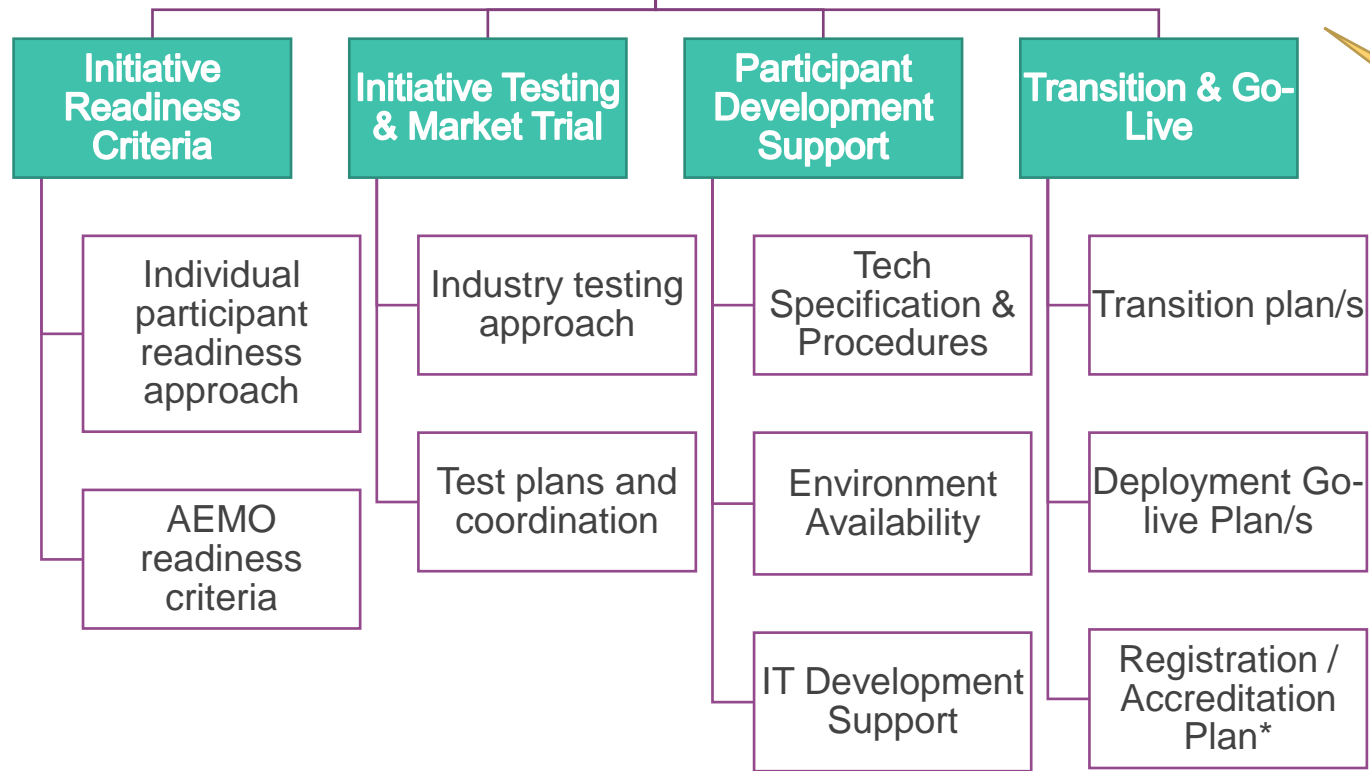 Initiative
Readiness
Criteria
Initiative Testing
& Market Trial
Participant
Development
Support
Transition & Go-
Live
Individual
participant
readiness
approach
AEMO
readiness
criteria
Industry testing
approach
Test plans and
coordination
Tech
Specification &
Procedures
Environment
Availability
IT Development
Support
Transition plan/s
Deployment Go-
live Plan/s
Registration /
Accreditation
Plan*